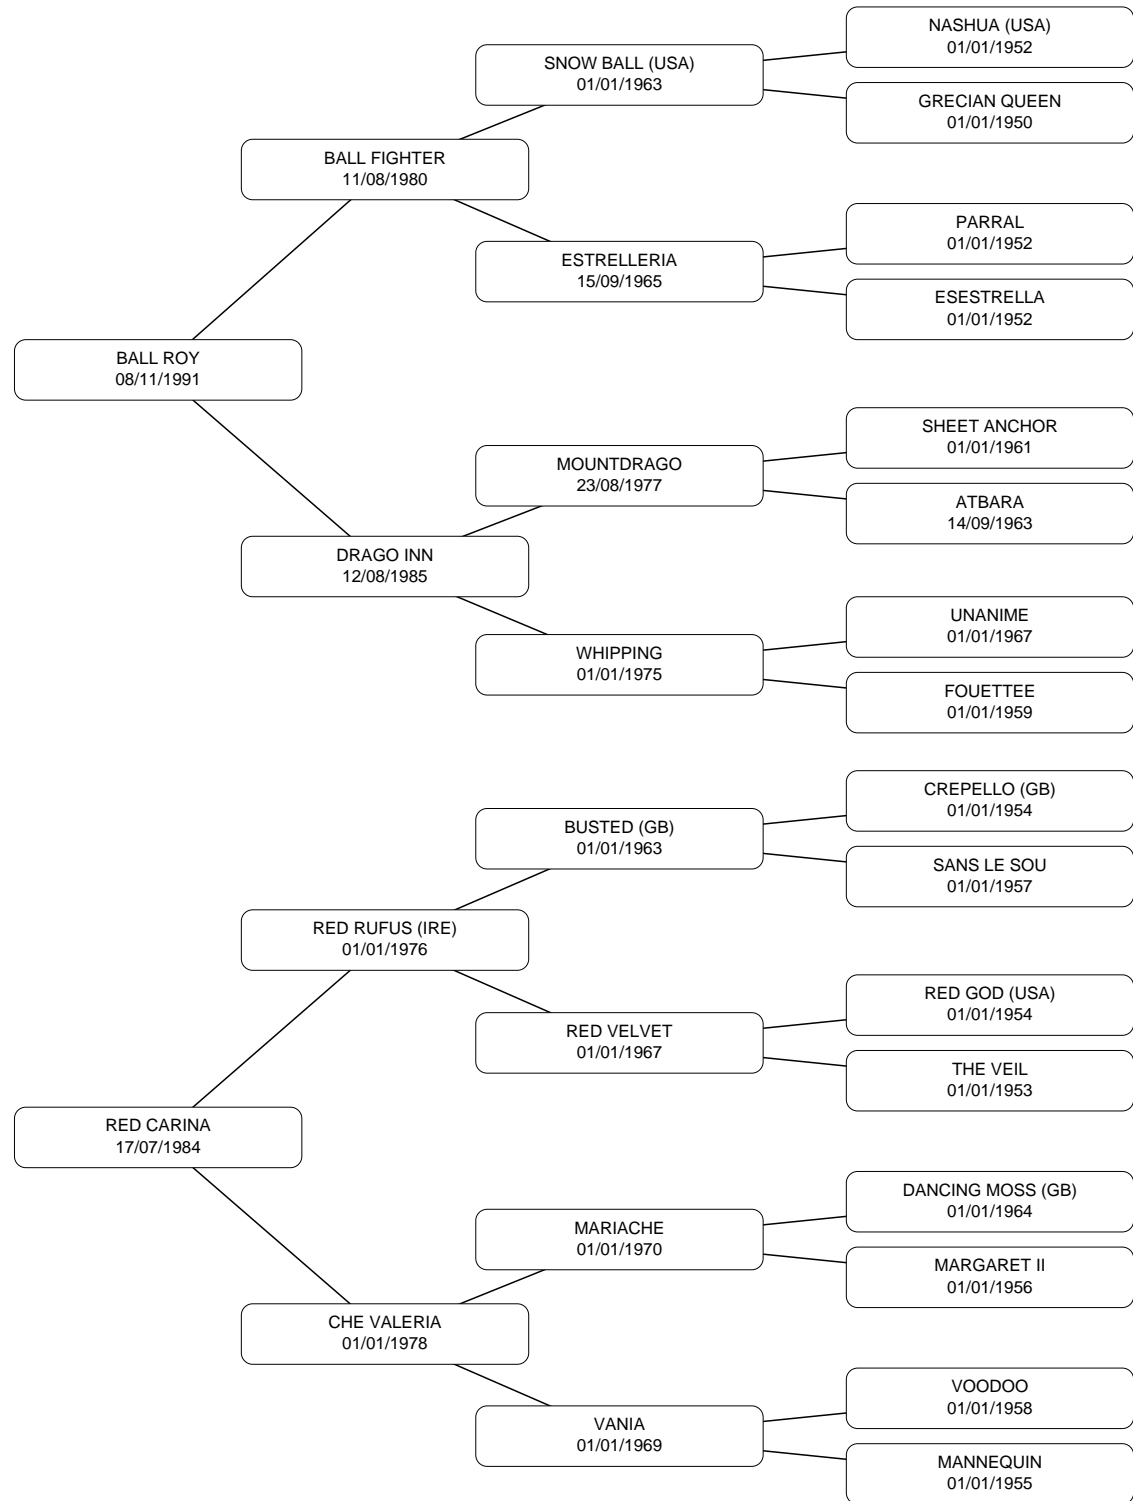 NASHUA (USA)
01/01/1952
SNOW BALL (USA)
01/01/1963
GRECIAN QUEEN
01/01/1950
BALL FIGHTER
11/08/1980
PARRAL
01/01/1952
ESTRELLERIA
15/09/1965
ESESTRELLA
01/01/1952
BALL ROY
08/11/1991
SHEET ANCHOR
01/01/1961
MOUNTDRAGO
23/08/1977
ATBARA
14/09/1963
DRAGO INN
12/08/1985
UNANIME
01/01/1967
WHIPPING
01/01/1975
FOUETTEE
01/01/1959
CREPELLO (GB)
01/01/1954
BUSTED (GB)
01/01/1963
SANS LE SOU
01/01/1957
RED RUFUS (IRE)
01/01/1976
RED GOD (USA)
01/01/1954
RED VELVET
01/01/1967
THE VEIL
01/01/1953
RED CARINA
17/07/1984
DANCING MOSS (GB)
01/01/1964
MARIACHE
01/01/1970
MARGARET II
01/01/1956
CHE VALERIA
01/01/1978
VOODOO
01/01/1958
VANIA
01/01/1969
MANNEQUIN
01/01/1955